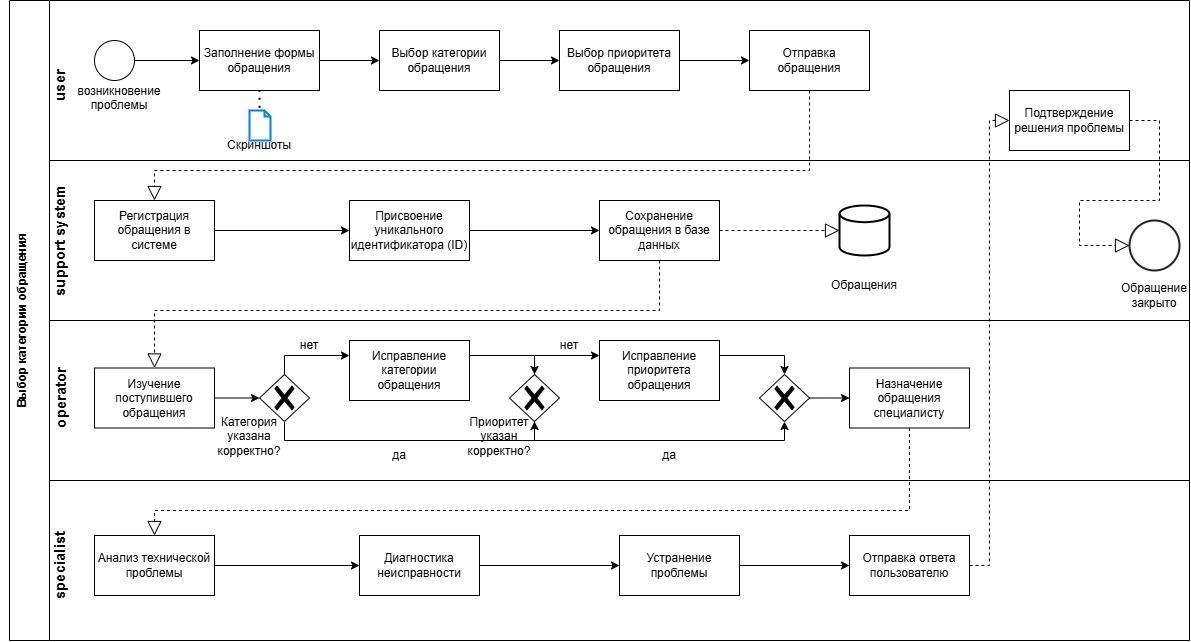 Выбор категории обращения
user
возникновение
проблемы
Заполнение формы
обращения
Скриншоты
Выбор категории
обращения
Выбор приоритета
обращения
Отправка
обращения
Подтверждение
решения проблемы
support system
Регистрация
обращения в
системе
Присвоение
уникального
идентификатора (ID)
Сохранение
обращения в базе
данных
Обращения
Обращение
закрыто
operator
Изучение
поступившего
обращения
Категория
указана
корректно?
нет
да
Исправление
категории
обращения
Приоритет
указан
корректно?
нет
да
Исправление
приоритета
обращения
Назначение
обращения
специалисту
specialist
Анализ технической
проблемы
Диагностика
неисправности
Устранение
проблемы
Отправка ответа
пользователю